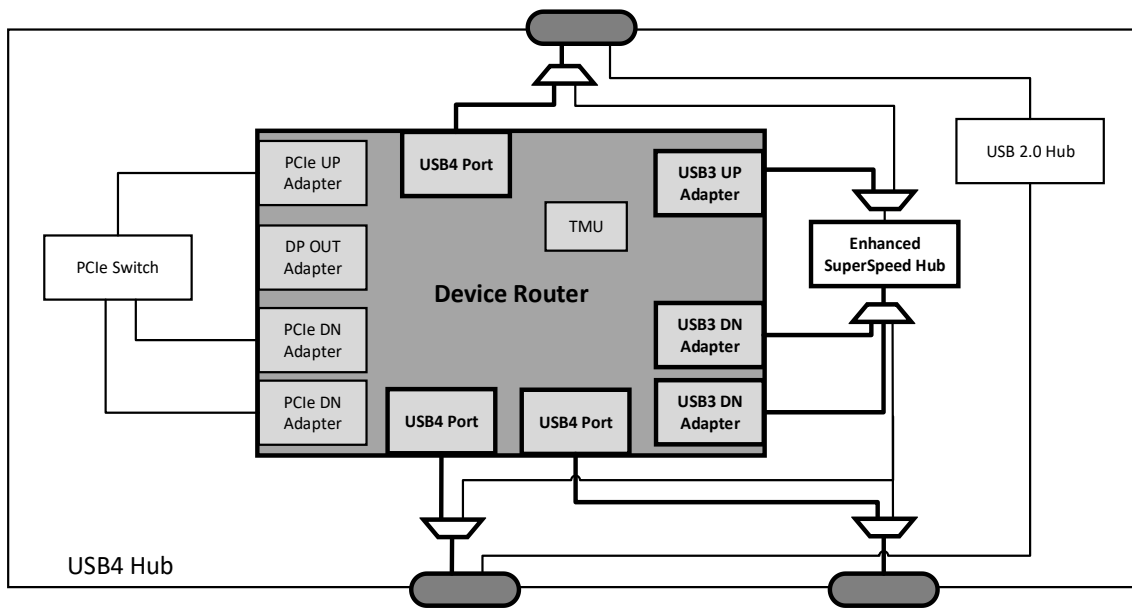 USB4 Port
PCIe UP
Adapter
USB3 UP
Adapter
USB 2.0 Hub
TMU
DP OUT
Adapter
Enhanced
SuperSpeed Hub
PCIe Switch
Device Router
PCIe DN
Adapter
USB3 DN
Adapter
PCIe DN
Adapter
USB4 Port
USB4 Port
USB3 DN
Adapter
USB4 Hub